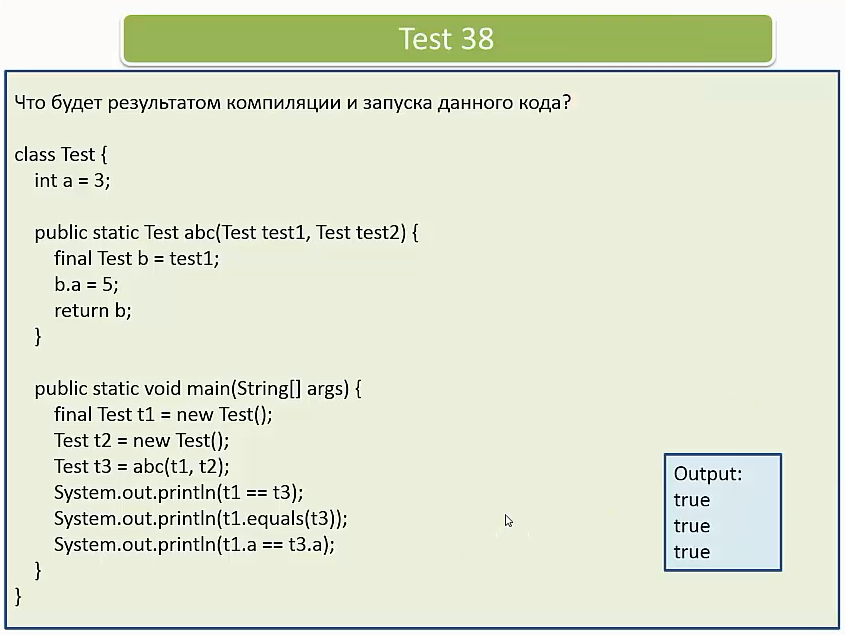 Test 38
Что будет результатом компиляции и запуска данного кода?
class Test {
int a = 3;
public static Test abc(Test test1, Test test2) {
final Test b = test1;
b.a = 5;
return b;
}
public static void main(String[] args) {
final Test t1 = new Test();
Test t2 = new Test();
Test t3 = abc(t1, t2);
System.out.println(t1 == t3);
System.out.println(t1.equals(t3));
System.out.println(t1.a == t3.a);
}
}
Output:
true
true
true